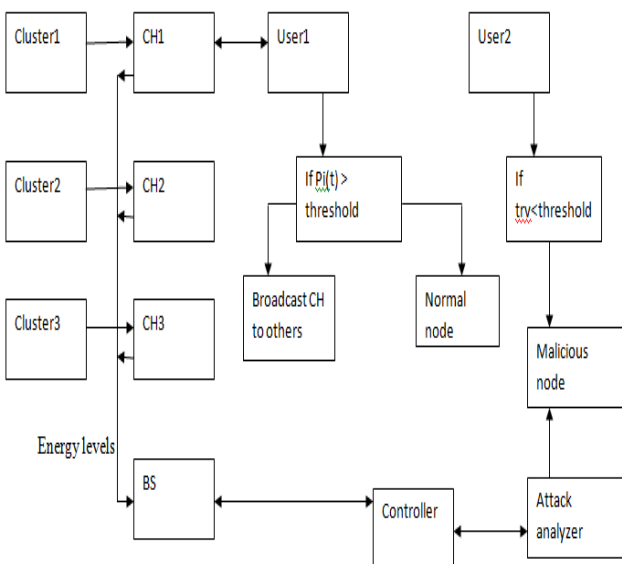 Cluster1
CH1
User1
User2
Cluster2
CH2
If Pi(t) >
threshold
If
trv<threshold
Cluster3
CH3
Broadcast CH
to others
Normal
node
Malicious
node
Energy levels
BS
Controller
Attack
analyzer